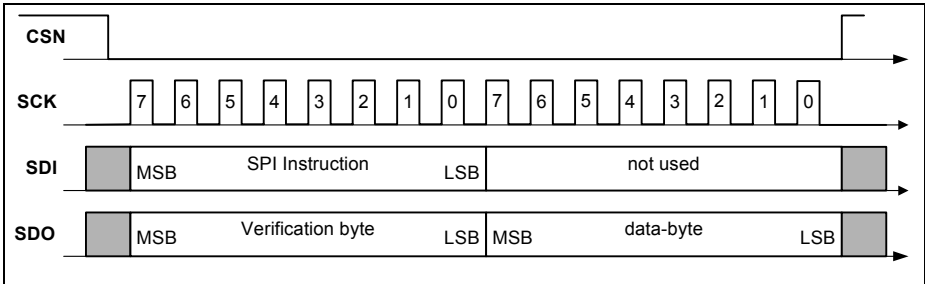 CSN
SCK 7 6 5 4 3 2 1 0 7 6 5 4 3 2 1 0
SDI MSB SPI Instruction LSB not used
SDO MSB Verification byte LSB MSB data-byte LSB